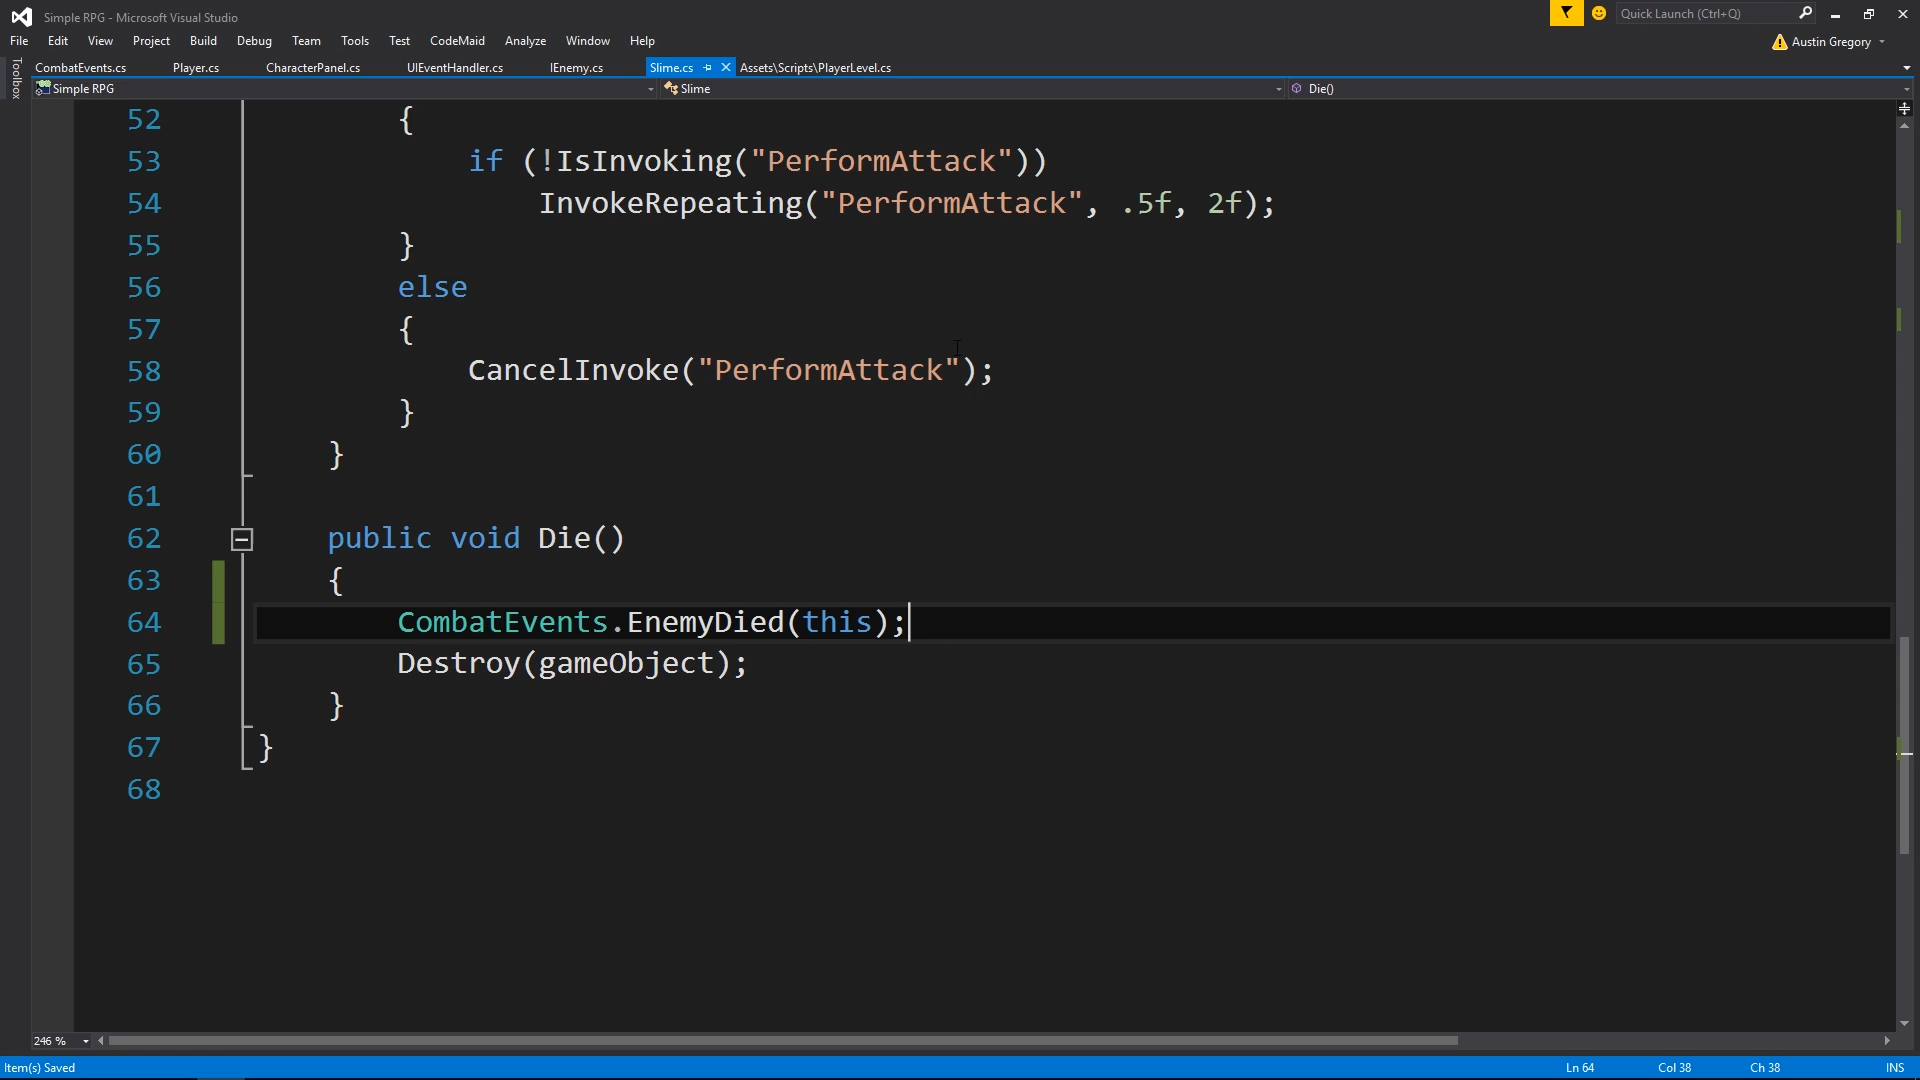 Simple RPG - Microsoft Visual Studio
Quick Launch (Ctrl+Q)
File Edit View Project Build Debug Team Tools Test CodeMaid Analyze Window Help
Austin Gregory
Toolbox
CombatEvents.cs Player.cs CharacterPanel.cs UIEventHandler.cs IEnemy.cs Slime.cs Assets\Scripts\PlayerLevel.cs
Simple RPG Slime Die()
52 {
53 if (!IsInvoking("PerformAttack"))
54 InvokeRepeating("PerformAttack", .5f, 2f);
55 }
56 else
57 {
58 CancelInvoke("PerformAttack");
59 }
60 }
61
62 public void Die()
63 {
64 CombatEvents.EnemyDied(this);
65 Destroy(gameObject);
66 }
67 }
68
246 %
Item(s) Saved Ln 64 Col 38 Ch 38 INS